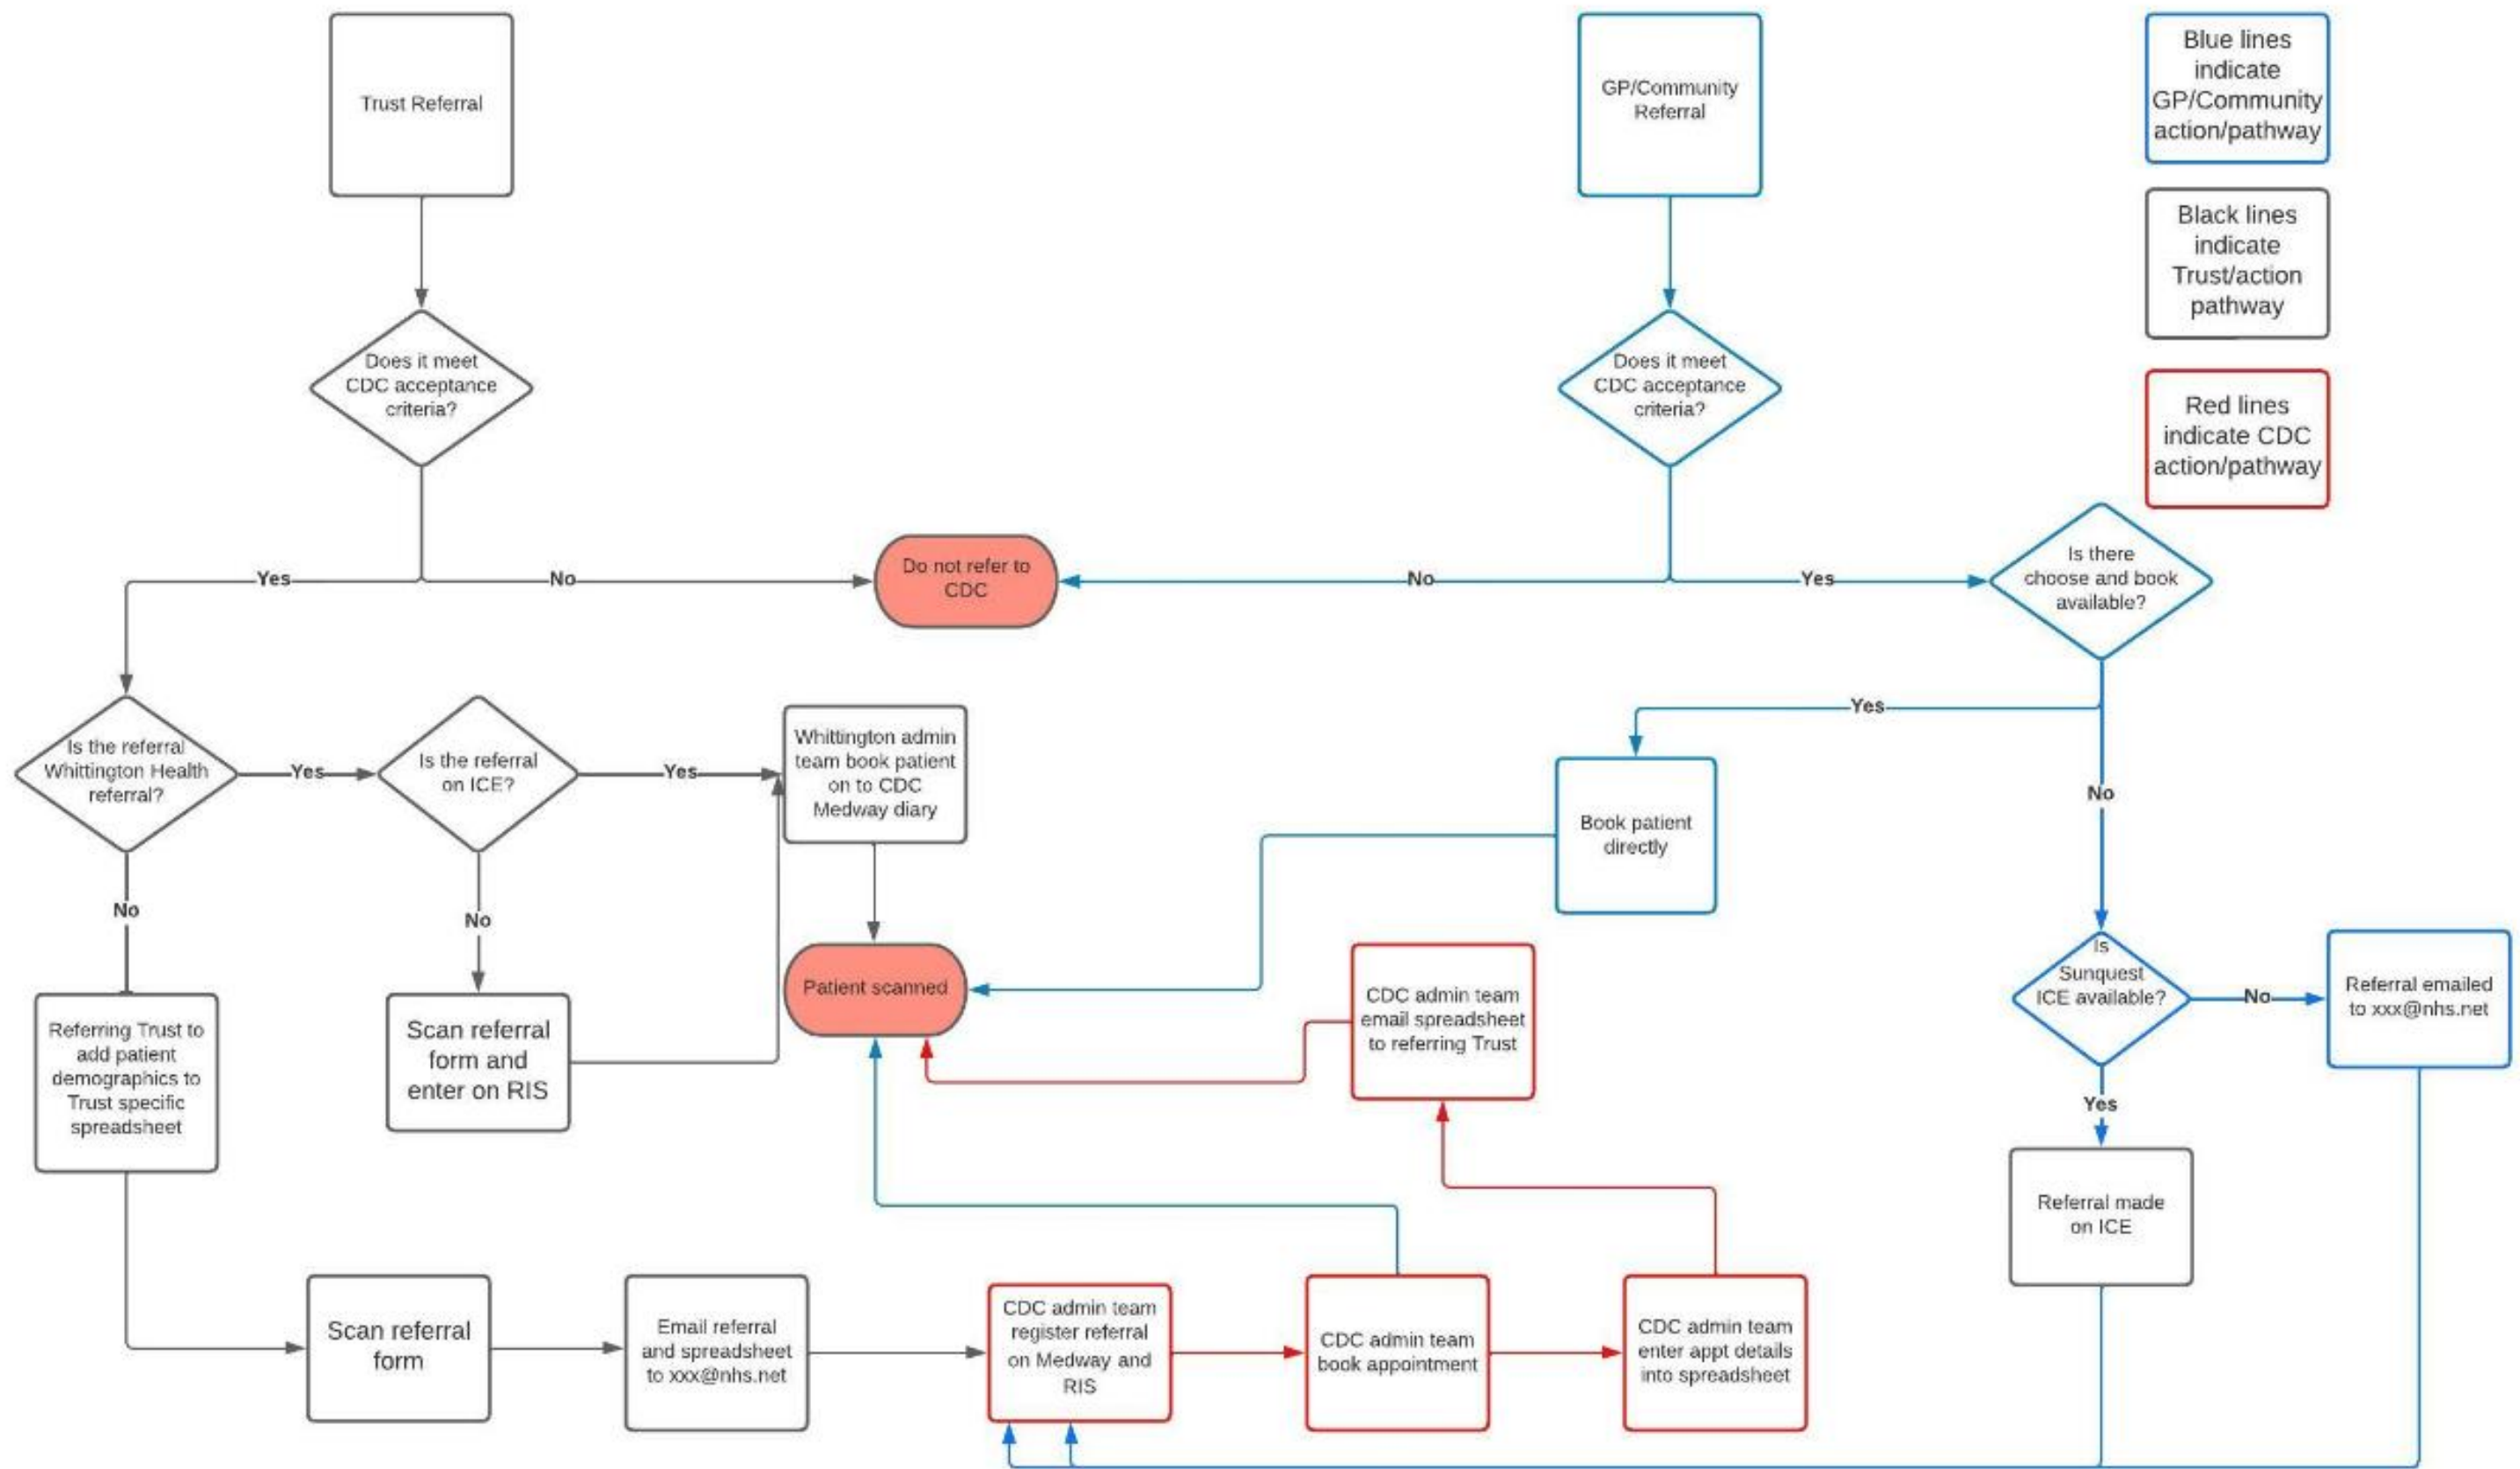 Trust Referral
GP/Community
Referral
Blue lines
indicate
GP/Community
action/pathway
Black lines
indicate
Trust/action
pathway
Red lines
indicate CDC
action/pathway
Does it meet
CDC acceptance
criteria?
Does it meet
CDC acceptance
criteria?
Yes
No
Do not refer to
CDC
No
Yes
Is there
choose and book
available?
Is the referral
Whittington Health
referral?
Yes
Is the referral
on ICE?
Yes
Whittington admin
team book patient
on to CDC
Medway diary
Yes
No
Book patient
directly
No
No
Patient scanned
CDC admin team
email spreadsheet
to referring Trust
Is
Sunquest
ICE available?
No
Referral emailed
to xxx@nhs.net
Referring Trust to
add patient
demographics to
Trust specific
spreadsheet
Scan referral
form and
enter on RIS
Yes
Referral made
on ICE
Scan referral
form
Email referral
and spreadsheet
to xxx@nhs.net
CDC admin team
register referral
on Medway and
RIS
CDC admin team
book appointment
CDC admin team
enter appt details
into spreadsheet